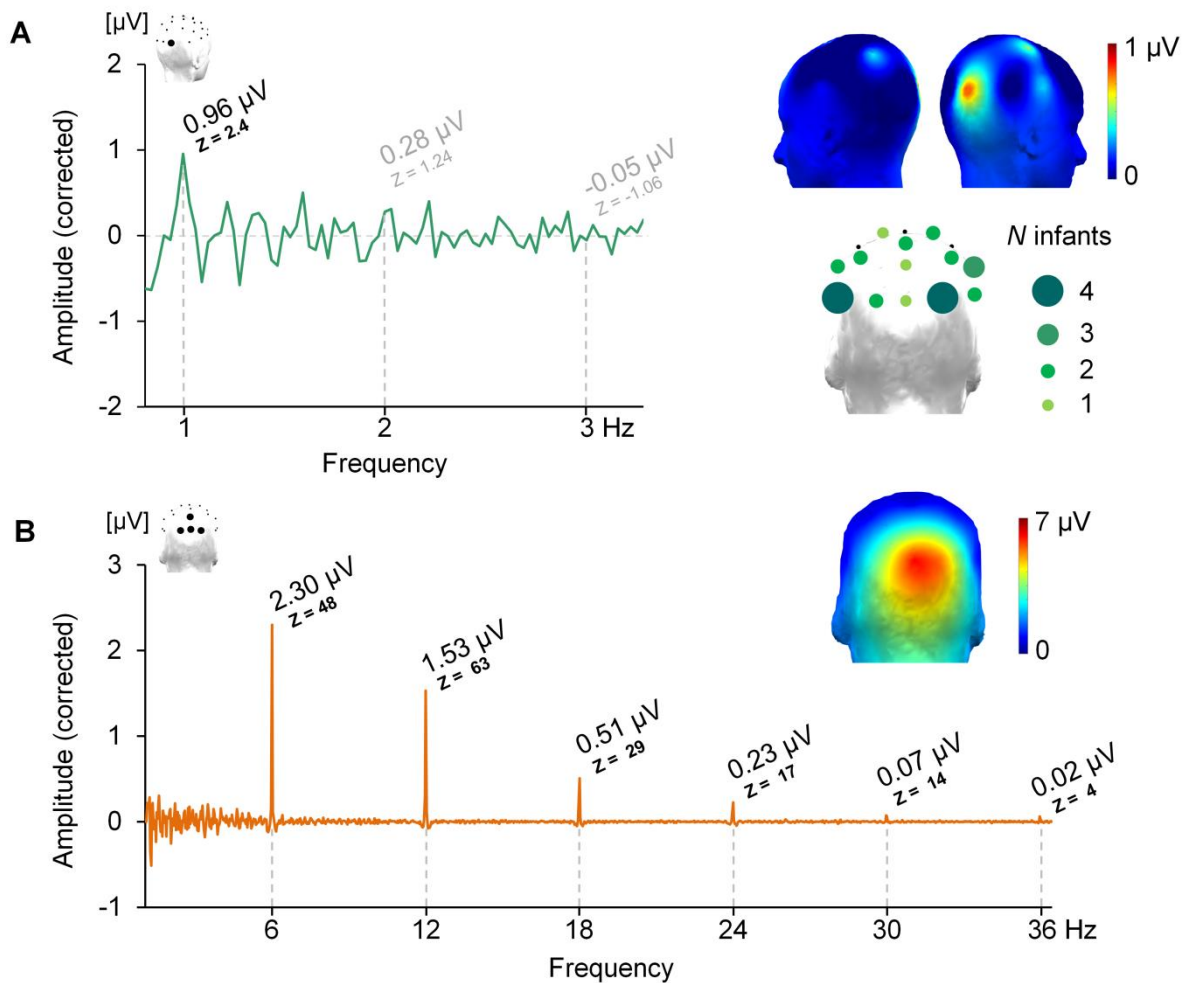 A
[µV]
2
1
0
-1
-2
Amplitude (corrected)
0.96 µV
Z = 2.4
0.28 µV
Z = 1.24
-0.05 µV
Z = -1.06
1
2
3 Hz
Frequency
1 µV
0
N infants
4
3
2
1
B
[µV]
3
2
1
0
-1
Amplitude (corrected)
2.30 µV
Z = 48
1.53 µV
Z = 63
0.51 µV
Z = 29
0.23 µV
Z = 17
0.07 µV
Z = 14
0.02 µV
Z = 4
6
12
18
24
30
36 Hz
Frequency
7 µV
0